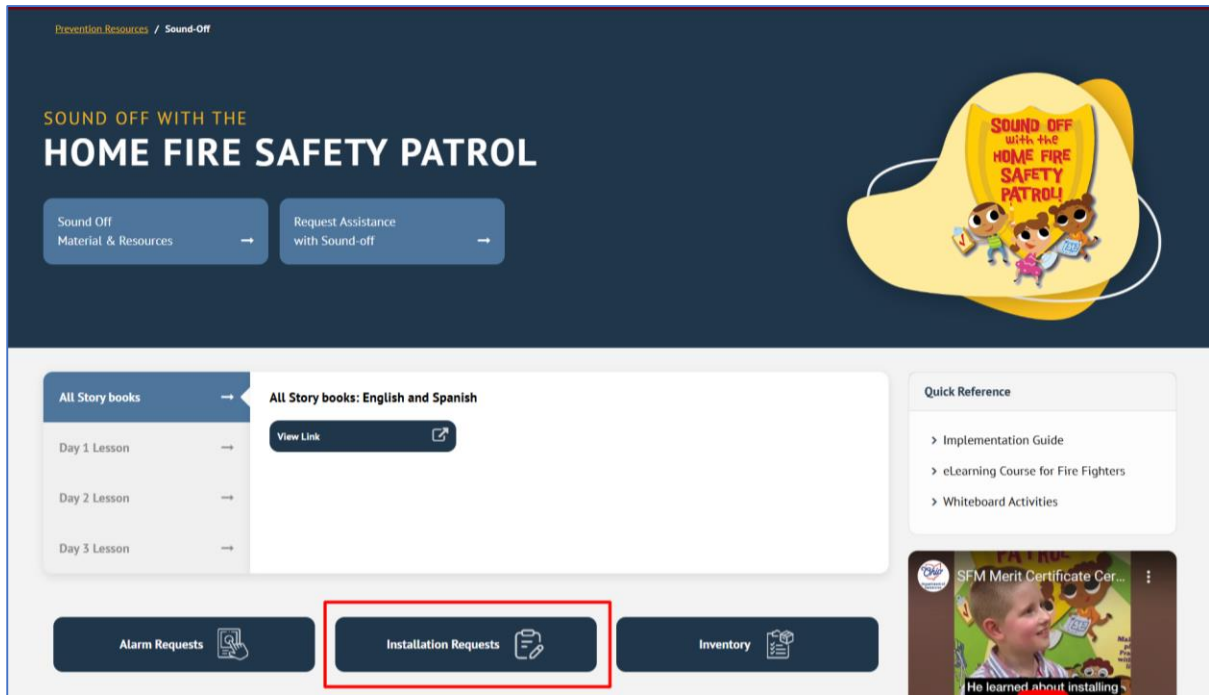 Prevention Resources / Sound-Off
SOUND OFF WITH THE
HOME FIRE SAFETY PATROL
Sound Off
Material & Resources
Request Assistance
with Sound-off
SOUND OFF
with the
HOME FIRE
SAFETY
PATROL!
All Story books
Day 1 Lesson
Day 2 Lesson
Day 3 Lesson
All Story books: English and Spanish
View Link
Quick Reference
> Implementation Guide
> eLearning Course for Fire Fighters
> Whiteboard Activities
Alarm Requests
Installation Requests
Inventory
PATROL
Ohio
SFM Merit Certificate Cer...
He learned about installing